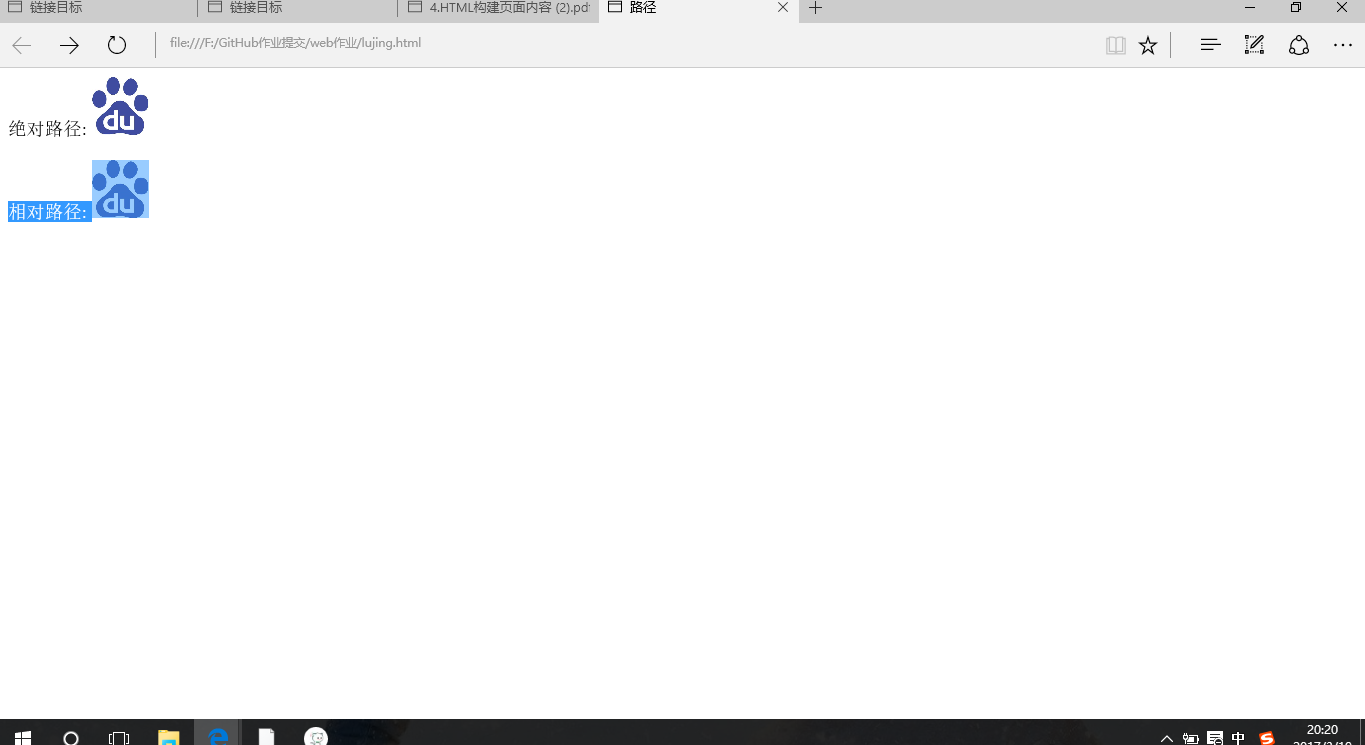 链接目标
链接目标
4.HTML构建页面内容 (2).pdf
路径
file:///F:/GitHub作业提交/web作业/lujing.html
绝对路径: du
相对路径: du
中
20:20